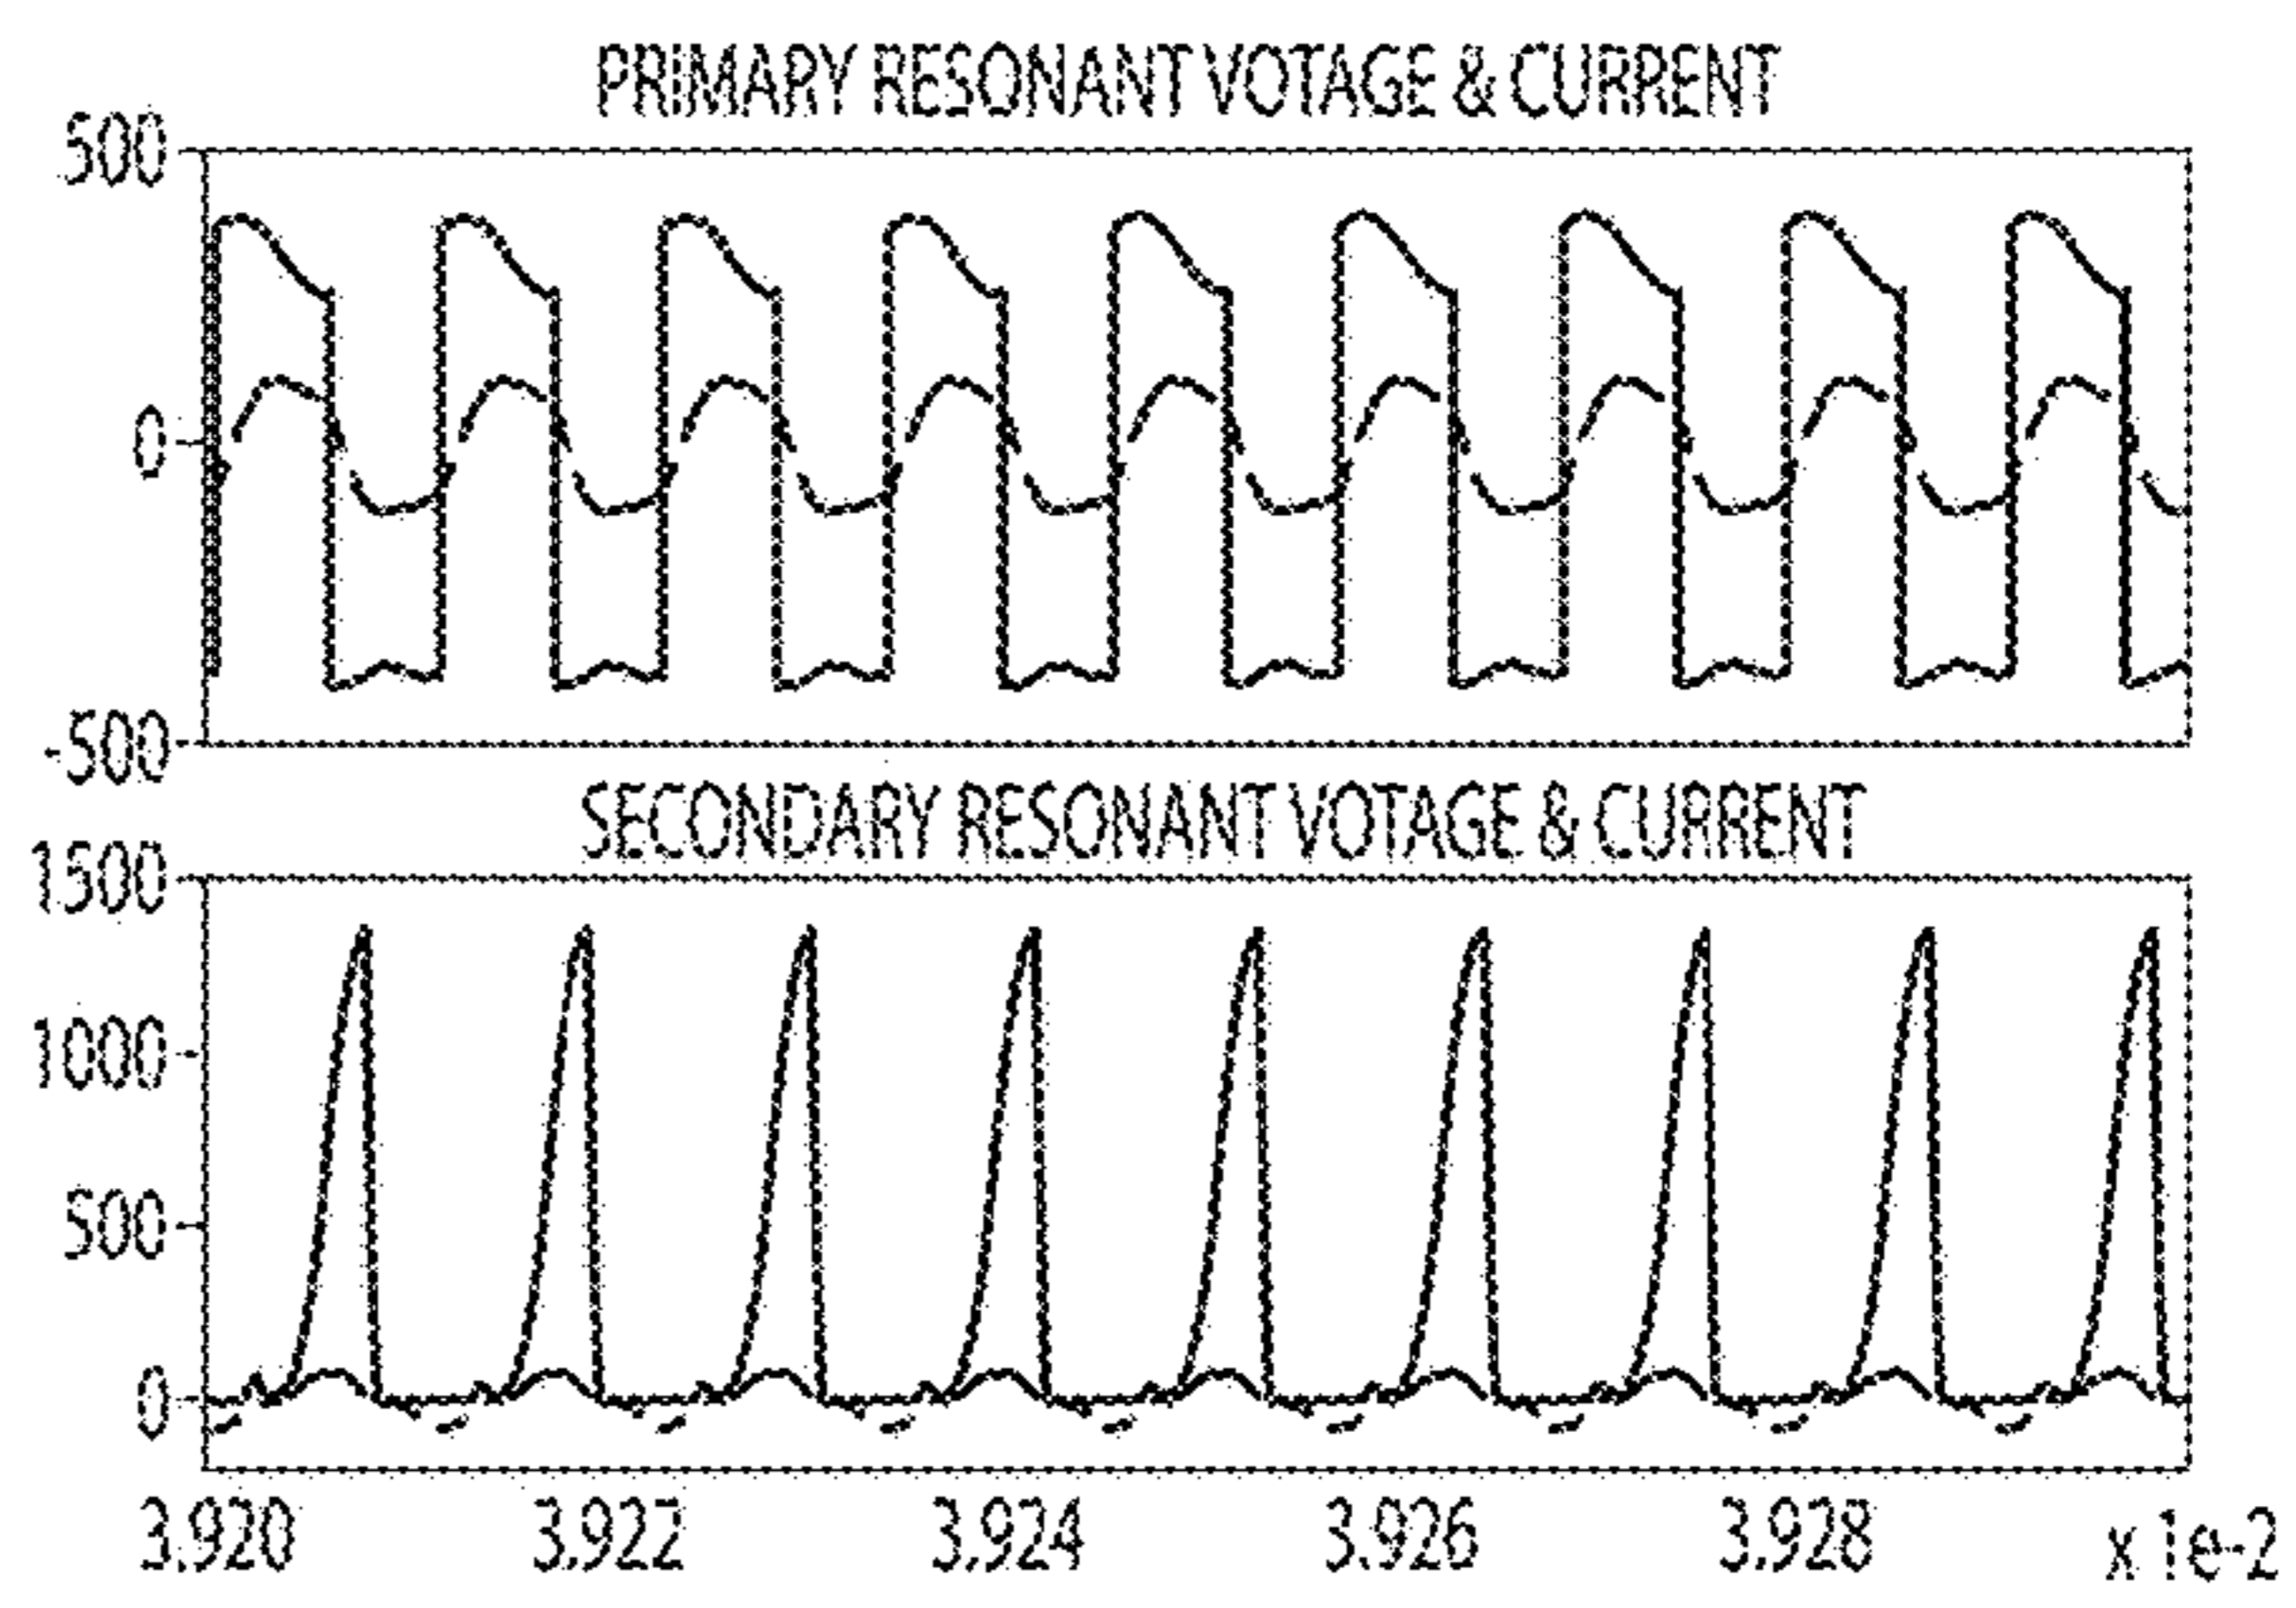 PRIMARY RESONANT VOTAGE & CURRENT
500
0
-500
SECONDARY RESONANT VOTAGE & CURRENT
1500
1000
500
0
3.920 3.922 3.924 3.926 3.928 x 1e-2